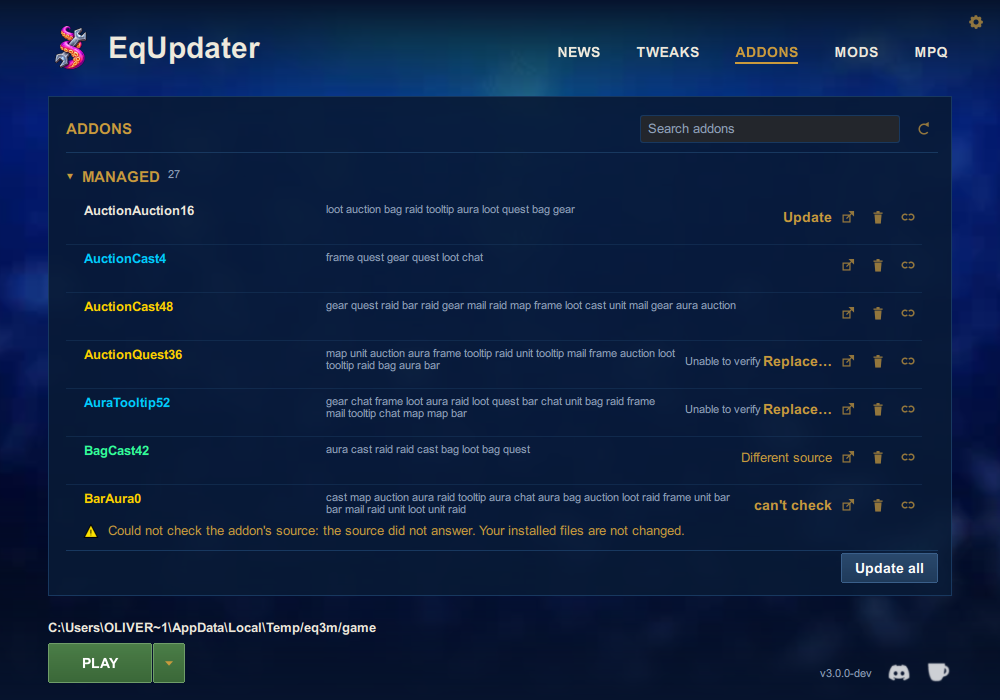 EqUpdater
NEWS TWEAKS ADDONS MODS MPQ
ADDONS
Search addons
MANAGED 27
AuctionAuction16
loot auction bag raid tooltip aura loot quest bag gear
Update
AuctionCast4
frame quest gear quest loot chat
AuctionCast48
gear quest raid bar raid gear mail raid map frame loot cast unit mail gear aura auction
AuctionQuest36
map unit auction aura frame tooltip raid unit tooltip mail frame auction loot
tooltip raid bag aura bar
Unable to verify Replace...
AuraTooltip52
gear chat frame loot aura raid loot quest bar chat unit bag raid frame
mail tooltip chat map map bar
Unable to verify Replace...
BagCast42
aura cast raid raid cast bag loot bag quest
Different source
BarAura0
cast map auction aura raid tooltip aura chat aura bag auction loot raid frame unit bar
bar mail raid unit loot unit raid
can't check
Could not check the addon's source: the source did not answer. Your installed files are not changed.
Update all
C:\Users\OLIVER~1\AppData\Local\Temp/eq3m/game
PLAY
v3.0.0-dev